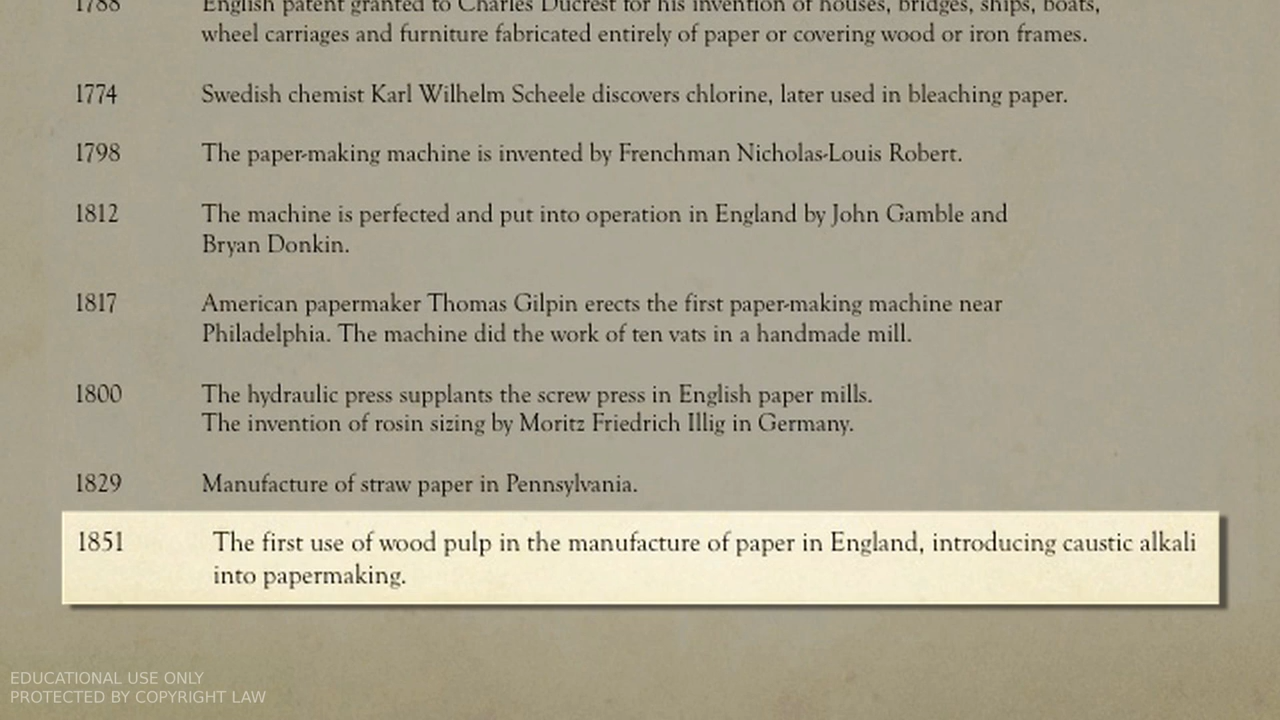 1788 English patent granted to Charles Ducrest for his invention of houses, bridges, ships, boats,
wheel carriages and furniture fabricated entirely of paper or covering wood or iron frames.
1774 Swedish chemist Karl Wilhelm Scheele discovers chlorine, later used in bleaching paper.
1798 The paper-making machine is invented by Frenchman Nicholas-Louis Robert.
1812 The machine is perfected and put into operation in England by John Gamble and
Bryan Donkin.
1817 American papermaker Thomas Gilpin erects the first paper-making machine near
Philadelphia. The machine did the work of ten vats in a handmade mill.
1800 The hydraulic press supplants the screw press in English paper mills.
The invention of rosin sizing by Moritz Friedrich Illig in Germany.
1829 Manufacture of straw paper in Pennsylvania.
1851 The first use of wood pulp in the manufacture of paper in England, introducing caustic alkali
into papermaking.
EDUCATIONAL USE ONLY
PROTECTED BY COPYRIGHT LAW